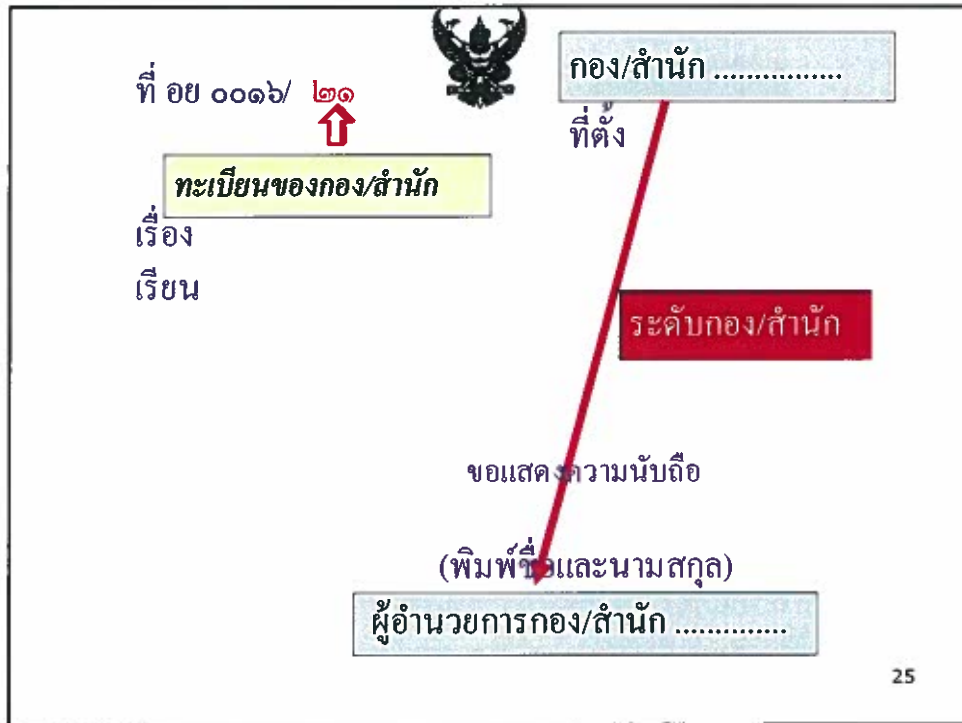 กอง/สำนัก ................
ที่ อย ๐๐๑๖/ ๒๑
ที่ตั้ง
ทะเบียนของกอง/สำนัก
เรื่อง
เรียน
ระดับกอง/สำนัก
ขอแสดงความนับถือ
(พิมพ์ชื่อและนามสกุล)
ผู้อำนวยการกอง/สำนัก ..............
25